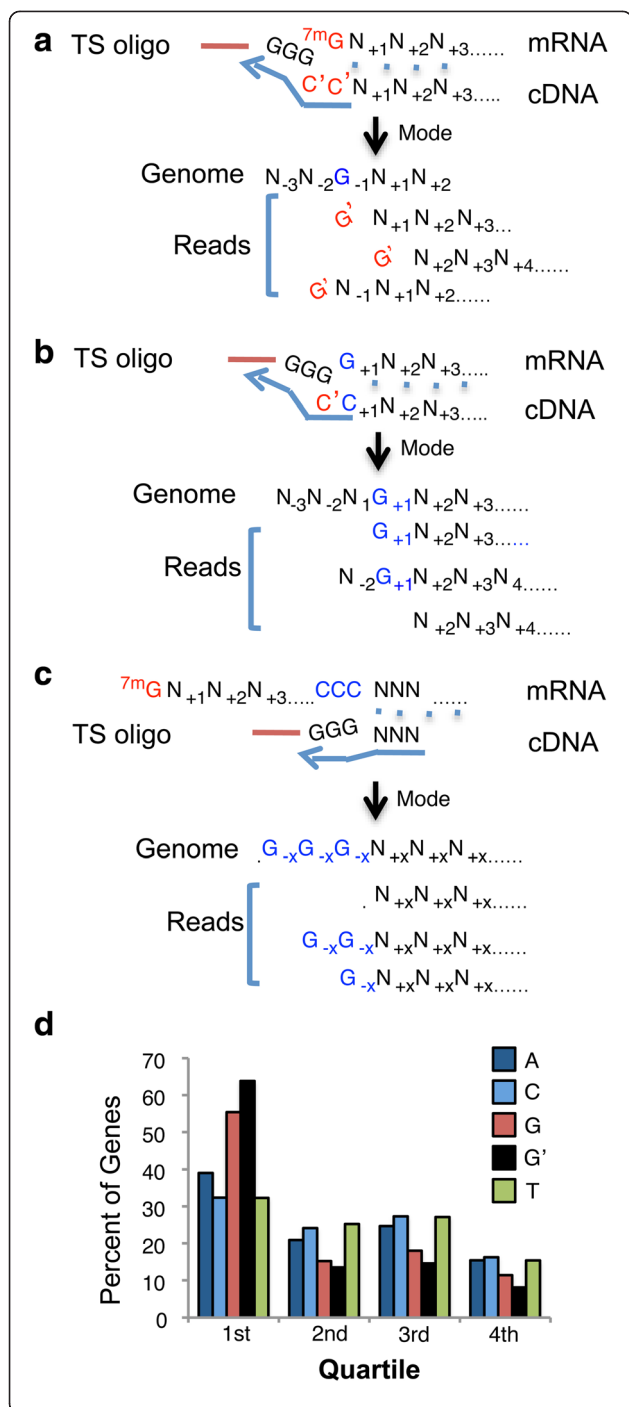 a
TS oligo GGG 7mG N+1N+2N+3...... mRNA
C'C'N+1N+2N+3..... cDNA
Mode
Genome N-3N-2G-1N+1N+2
Reads
G' N+1N+2N+3...
G' N+2N+3N+4......
G'N-1N+1N+2......
b
TS oligo GGG G+1N+2N+3..... mRNA
C'C+1N+2N+3..... cDNA
Mode
Genome N-3N-2N1G+1N+2N+3......
Reads
G+1N+2N+3......
N-2G+1N+2N+3N4......
N+2N+3N+4......
c
7mGN+1N+2N+3.....CCC NNN ...... mRNA
TS oligo GGG NNN cDNA
Mode
Genome .G-xG-xG-xN+xN+xN+x......
Reads
. N+xN+xN+x......
G-xG-xN+xN+xN+x......
G-xN+xN+xN+x......
d
Percent of Genes
70
60
50
40
30
20
10
0
A
C
G
G'
T
1st 2nd 3rd 4th
Quartile